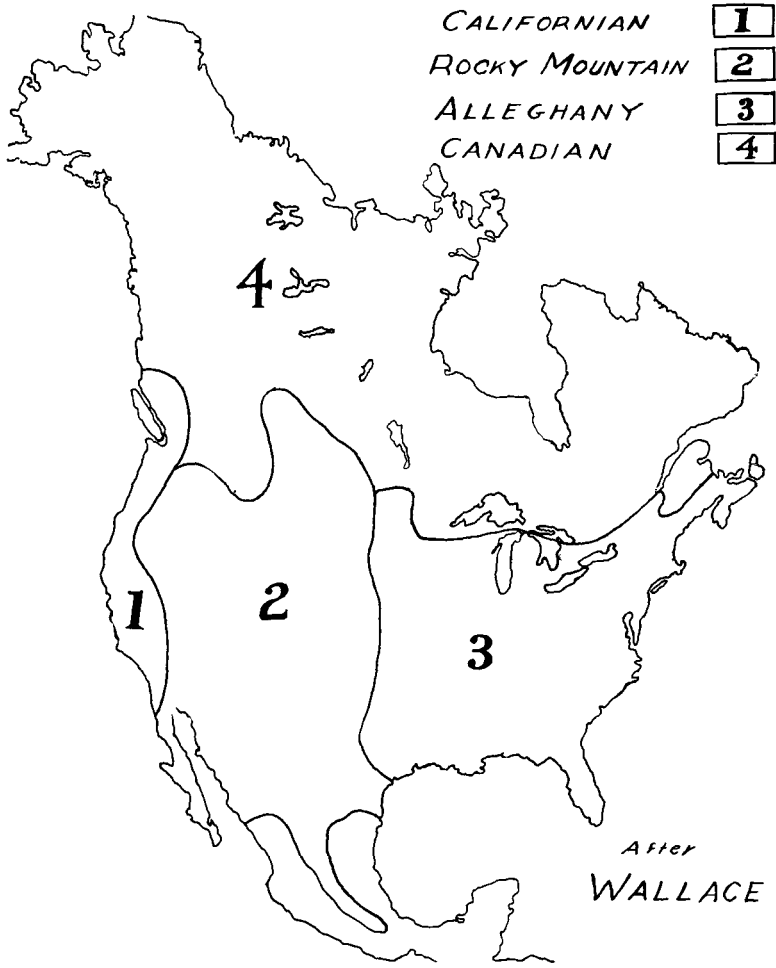 CALIFORNIAN 1
ROCKY MOUNTAIN 2
ALLEGHANY 3
CANADIAN 4
4
1
2
3
After
WALLACE